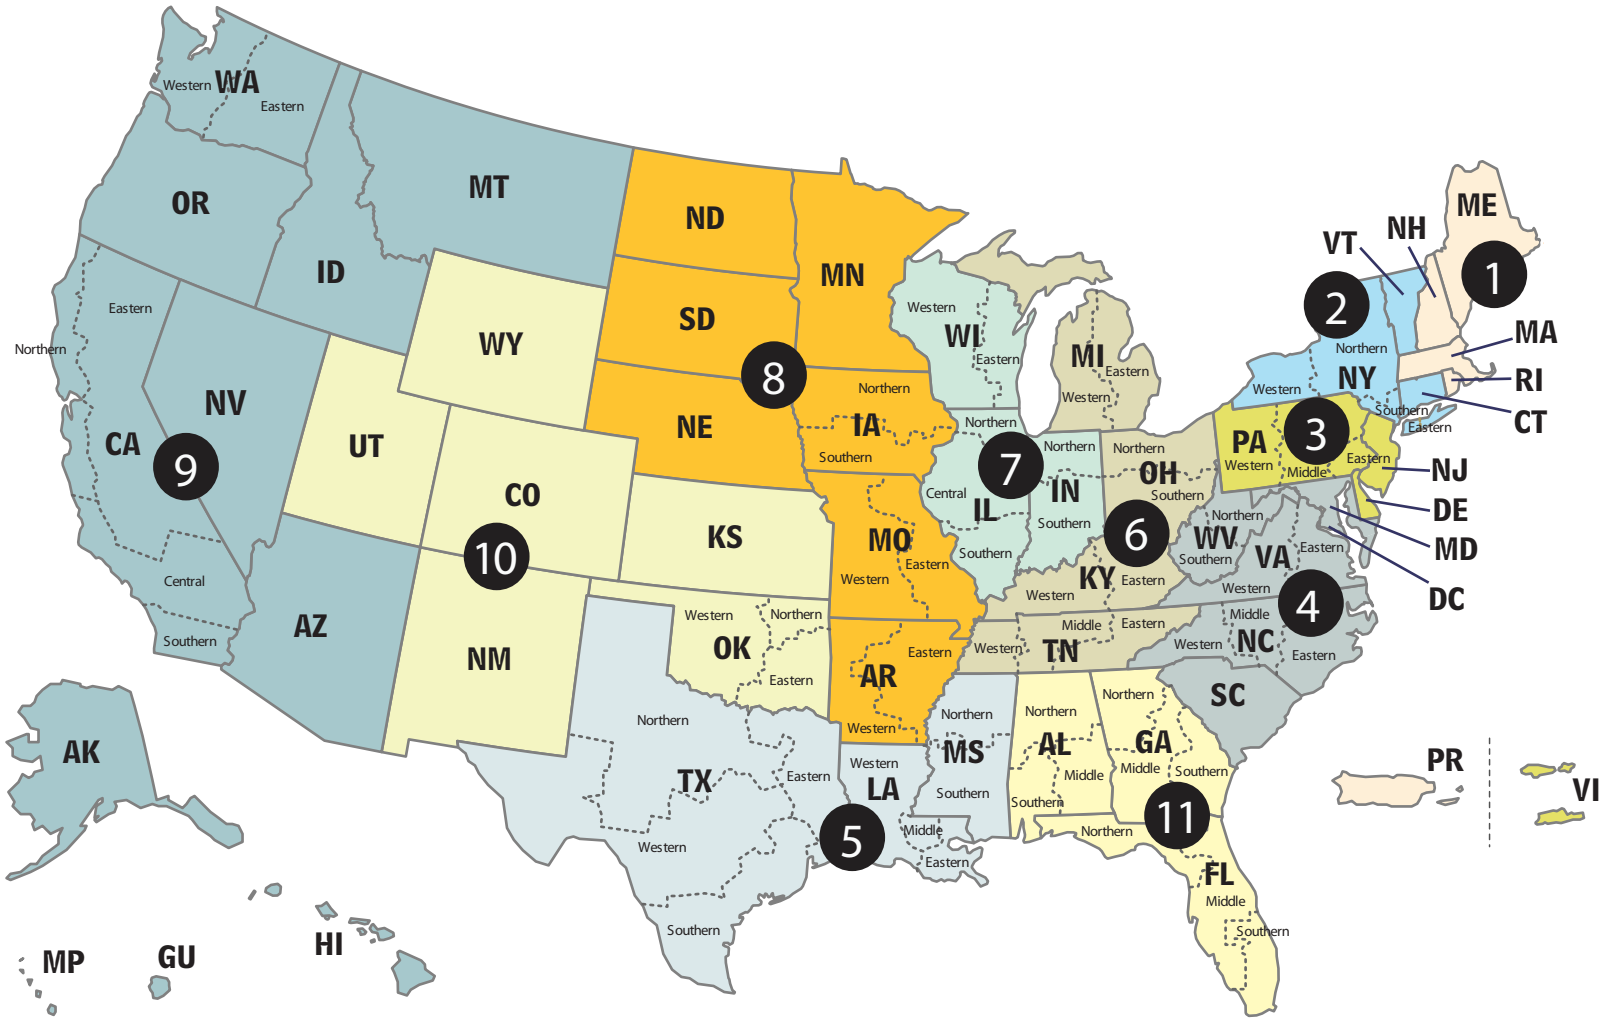 WA
Western
Eastern
OR
MT
ID
ND
MN
SD
WY
NE
8
Northern
IA
Southern
Eastern
Northern
CA
NV
9
Central
Southern
UT
CO
10
KS
AZ
NM
MO
Western
Eastern
Western
Northern
OK
Eastern
Eastern
AR
Western
Northern
TX
Eastern
Western
Southern
Western
LA
5
Middle
Eastern
Northern
MS
Southern
Western
WI
Eastern
Northern
7
Central
IL
Southern
Northern
IN
Southern
MI
Eastern
Western
Northern
OH
Southern
6
KY
Eastern
Western
Middle
Eastern
Western
TN
ME
NH
VT
1
2
MA
Northern
NY
Western
RI
Southern
CT
Eastern
PA
3
Western
Middle
Eastern
NJ
DE
MD
DC
Northern
WV
Southern
VA
Eastern
Western
4
Middle
NC
Western
Eastern
SC
Northern
AL
Middle
Southern
Northern
GA
Middle
Southern
11
Northern
FL
Middle
Southern
PR
VI
AK
HI
GU
MP